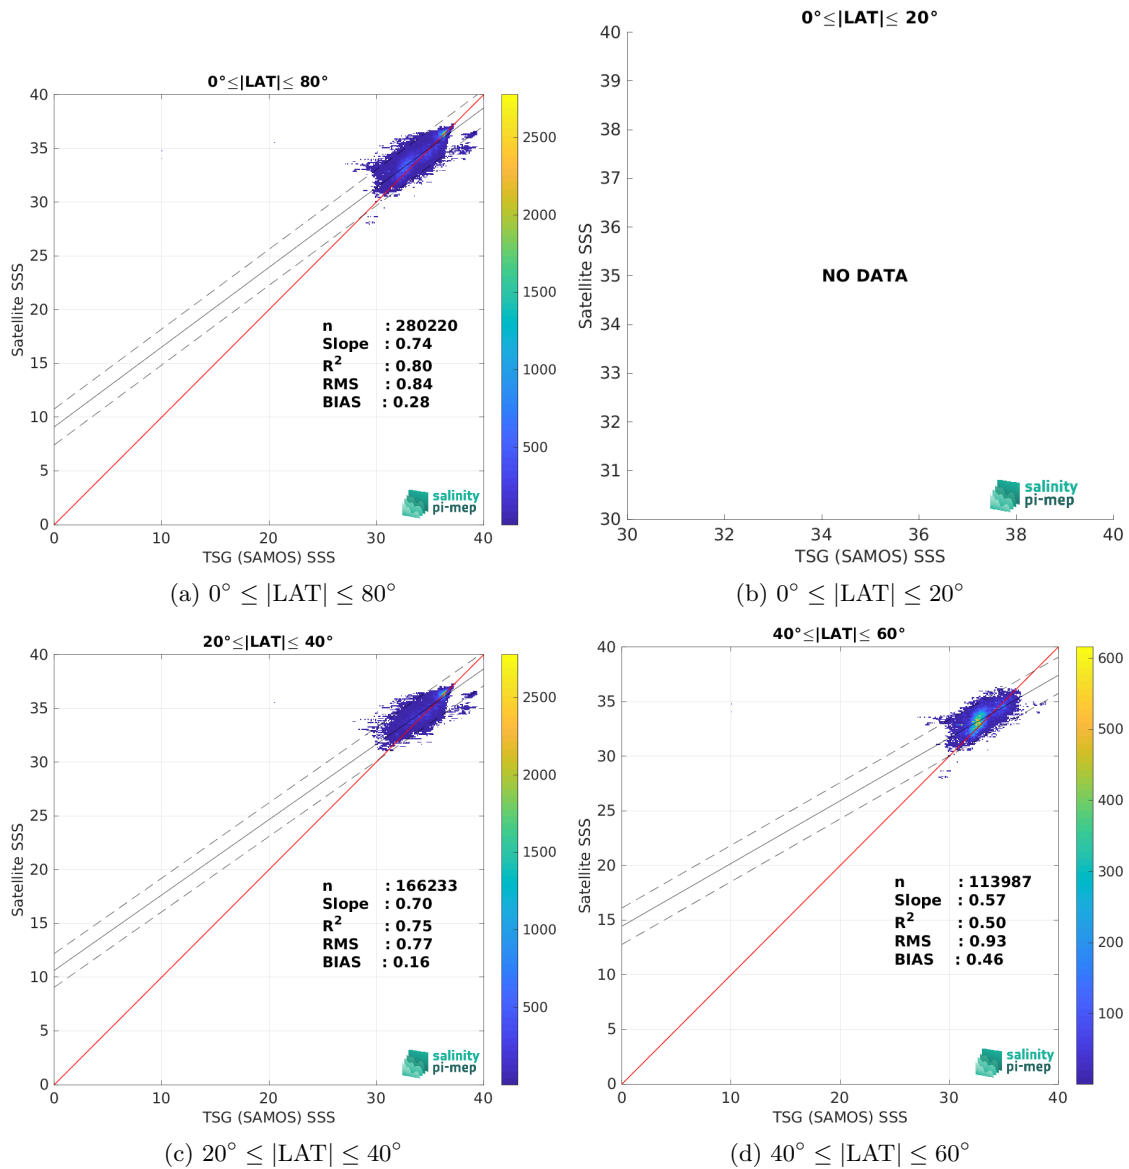 0°≤|LAT|≤ 80°
40
35
30
25
20
15
10
5
0
Satellite SSS
n : 280220
Slope : 0.74
R2 : 0.80
RMS : 0.84
BIAS : 0.28
salinity
pi-mep
0 10 20 30 40
TSG (SAMOS) SSS
2500
2000
1500
1000
500
(a) 0° ≤ |LAT| ≤ 80°
0°≤|LAT|≤ 20°
40
39
38
37
36
35
34
33
32
31
30
Satellite SSS
NO DATA
salinity
pi-mep
30 32 34 36 38 40
TSG (SAMOS) SSS
(b) 0° ≤ |LAT| ≤ 20°
20°≤|LAT|≤ 40°
40
35
30
25
20
15
10
5
0
Satellite SSS
n : 166233
Slope : 0.70
R2 : 0.75
RMS : 0.77
BIAS : 0.16
salinity
pi-mep
0 10 20 30 40
TSG (SAMOS) SSS
2500
2000
1500
1000
500
(c) 20° ≤ |LAT| ≤ 40°
40°≤|LAT|≤ 60°
40
35
30
25
20
15
10
5
0
Satellite SSS
n : 113987
Slope : 0.57
R2 : 0.50
RMS : 0.93
BIAS : 0.46
salinity
pi-mep
0 10 20 30 40
TSG (SAMOS) SSS
600
500
400
300
200
100
(d) 40° ≤ |LAT| ≤ 60°